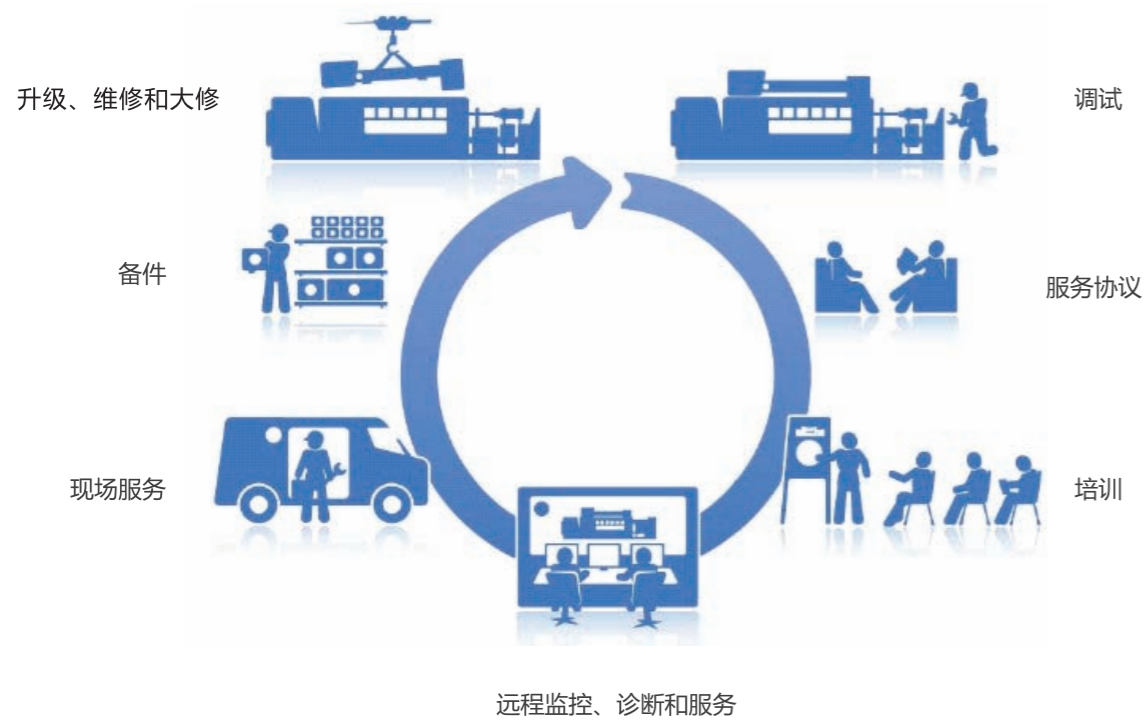 升级、维修和大修
调试
备件
服务协议
现场服务
培训
远程监控、诊断和服务